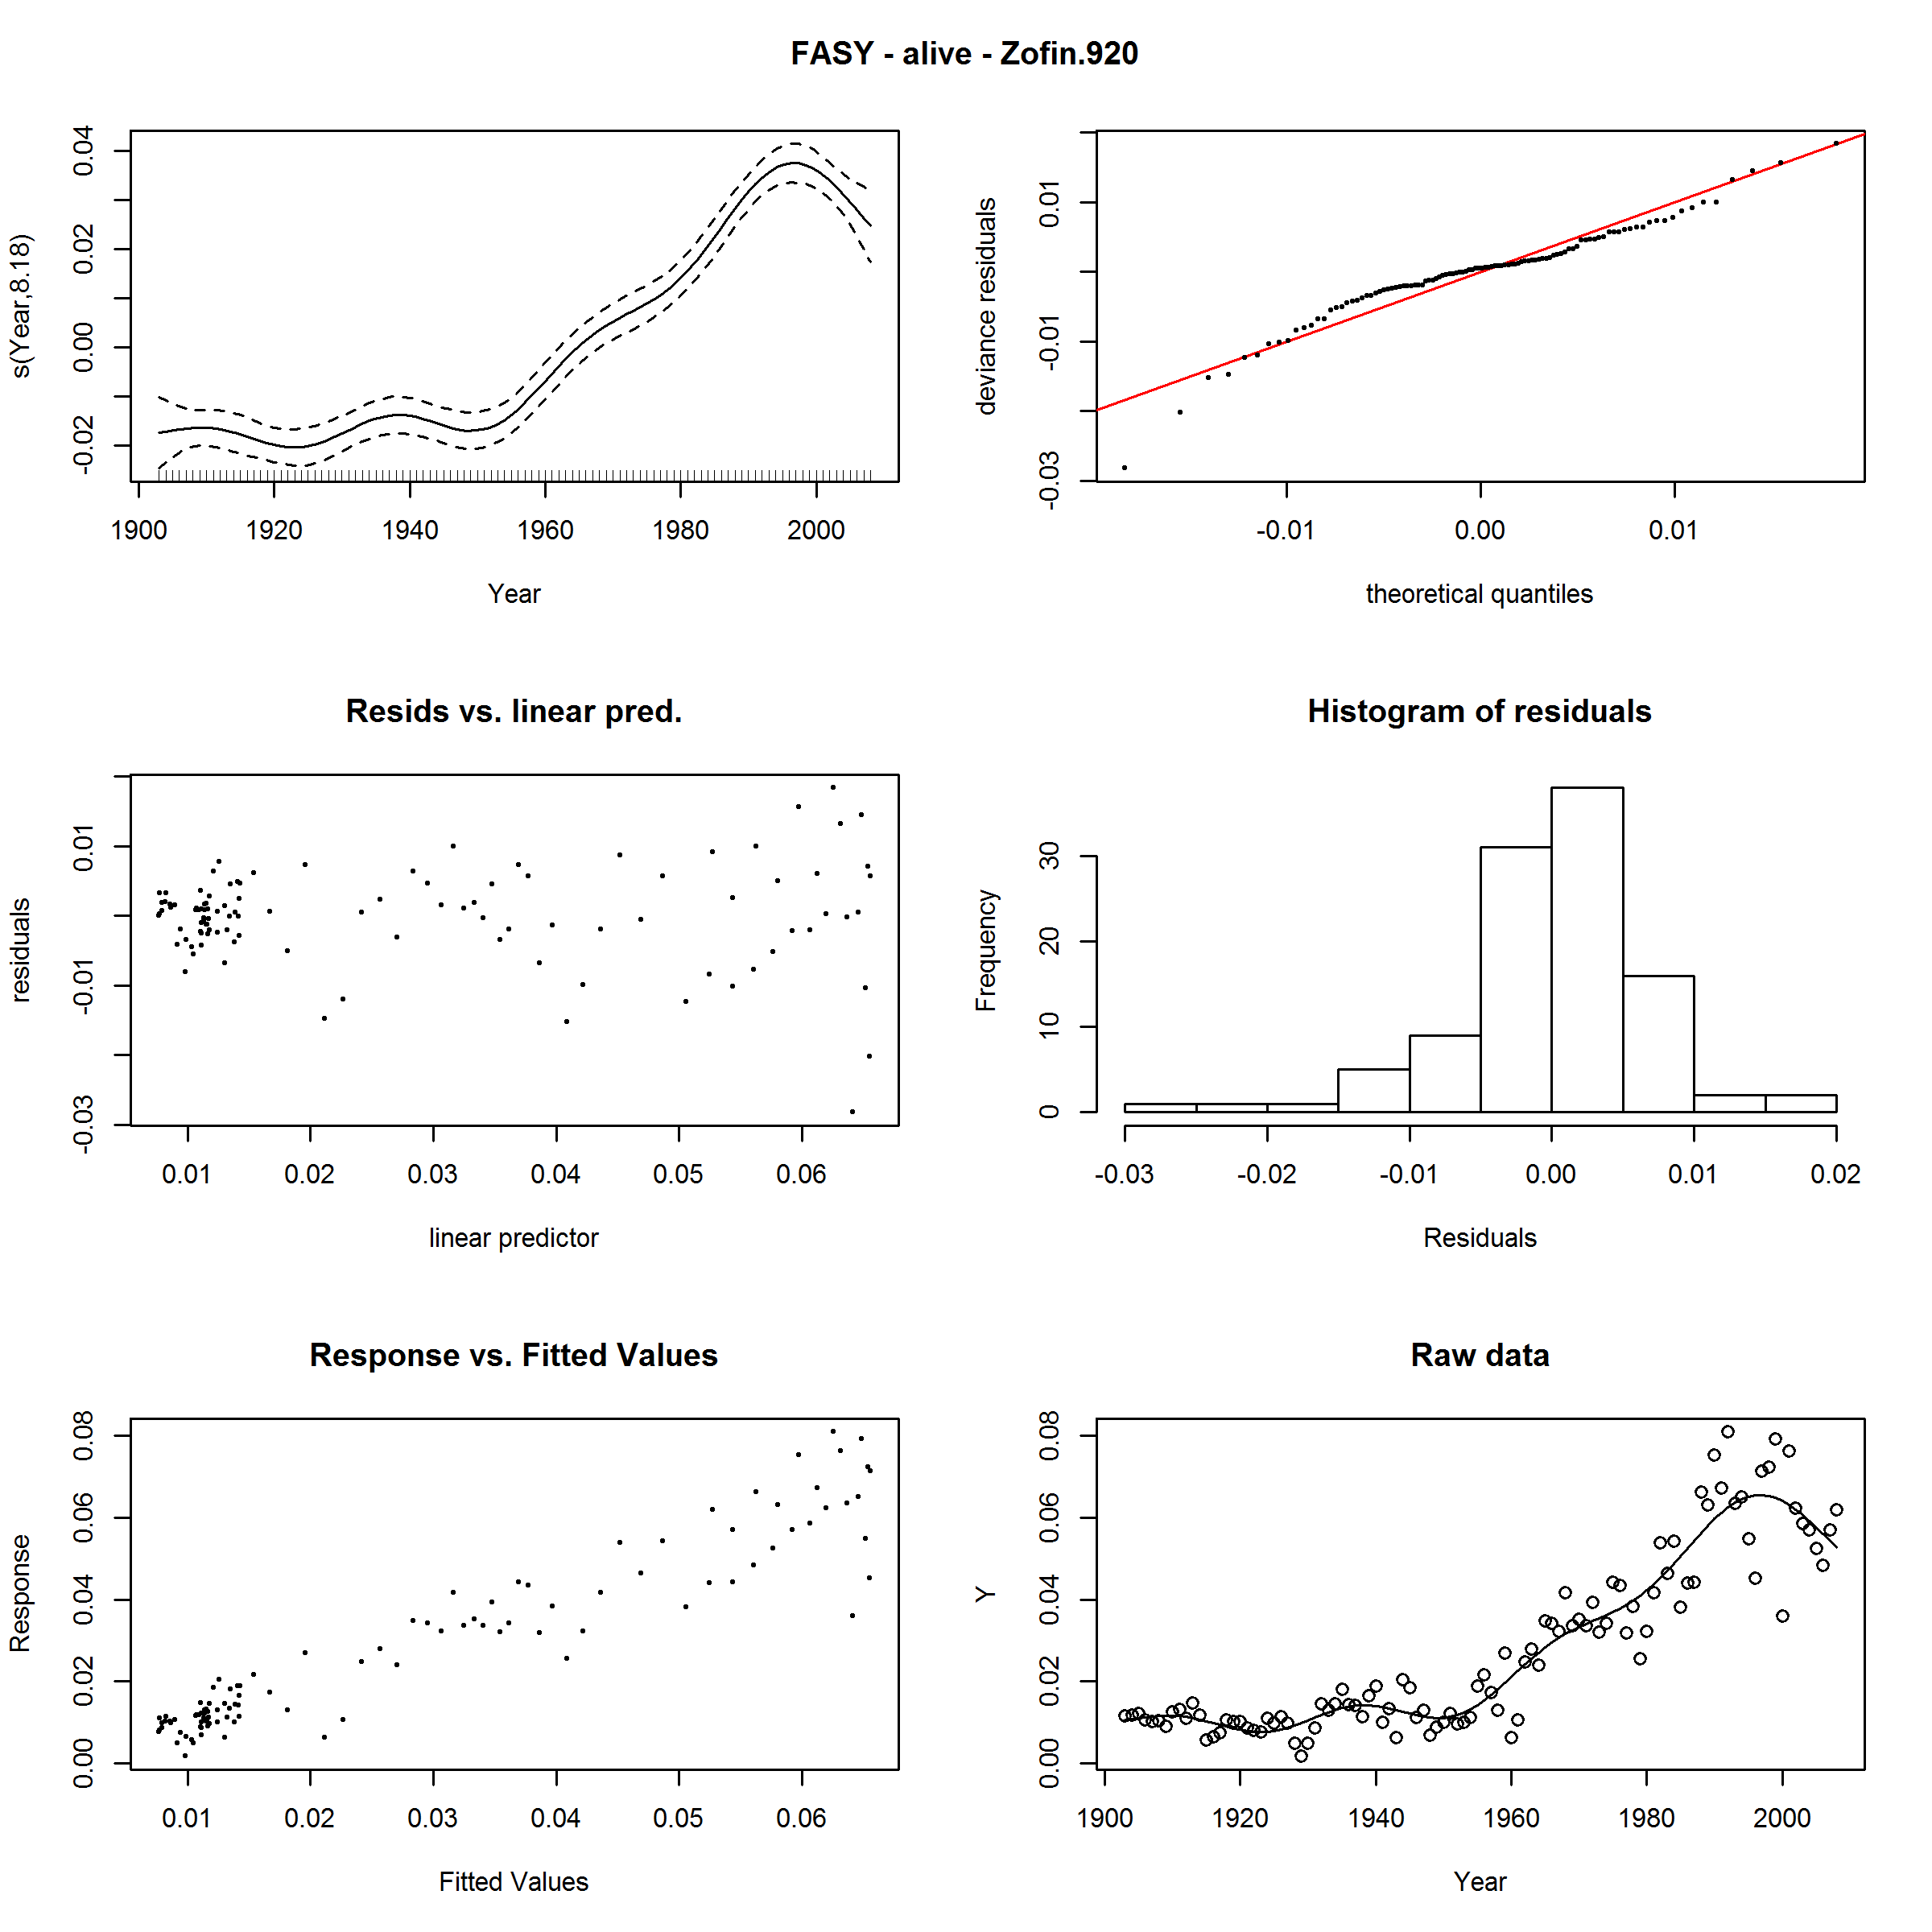 FASY - alive - Zofin.920
s(Year,8.18)
-0.02 0.00 0.02 0.04
1900 1920 1940 1960 1980 2000
Year
deviance residuals
-0.03 -0.01 0.01
-0.01 0.00 0.01
theoretical quantiles
Resids vs. linear pred.
residuals
-0.03 -0.01 0.01
0.01 0.02 0.03 0.04 0.05 0.06
linear predictor
Histogram of residuals
Frequency
0 10 20 30
-0.03 -0.02 -0.01 0.00 0.01 0.02
Residuals
Response vs. Fitted Values
Response
0.00 0.02 0.04 0.06 0.08
0.01 0.02 0.03 0.04 0.05 0.06
Fitted Values
Raw data
Y
0.00 0.02 0.04 0.06 0.08
1900 1920 1940 1960 1980 2000
Year